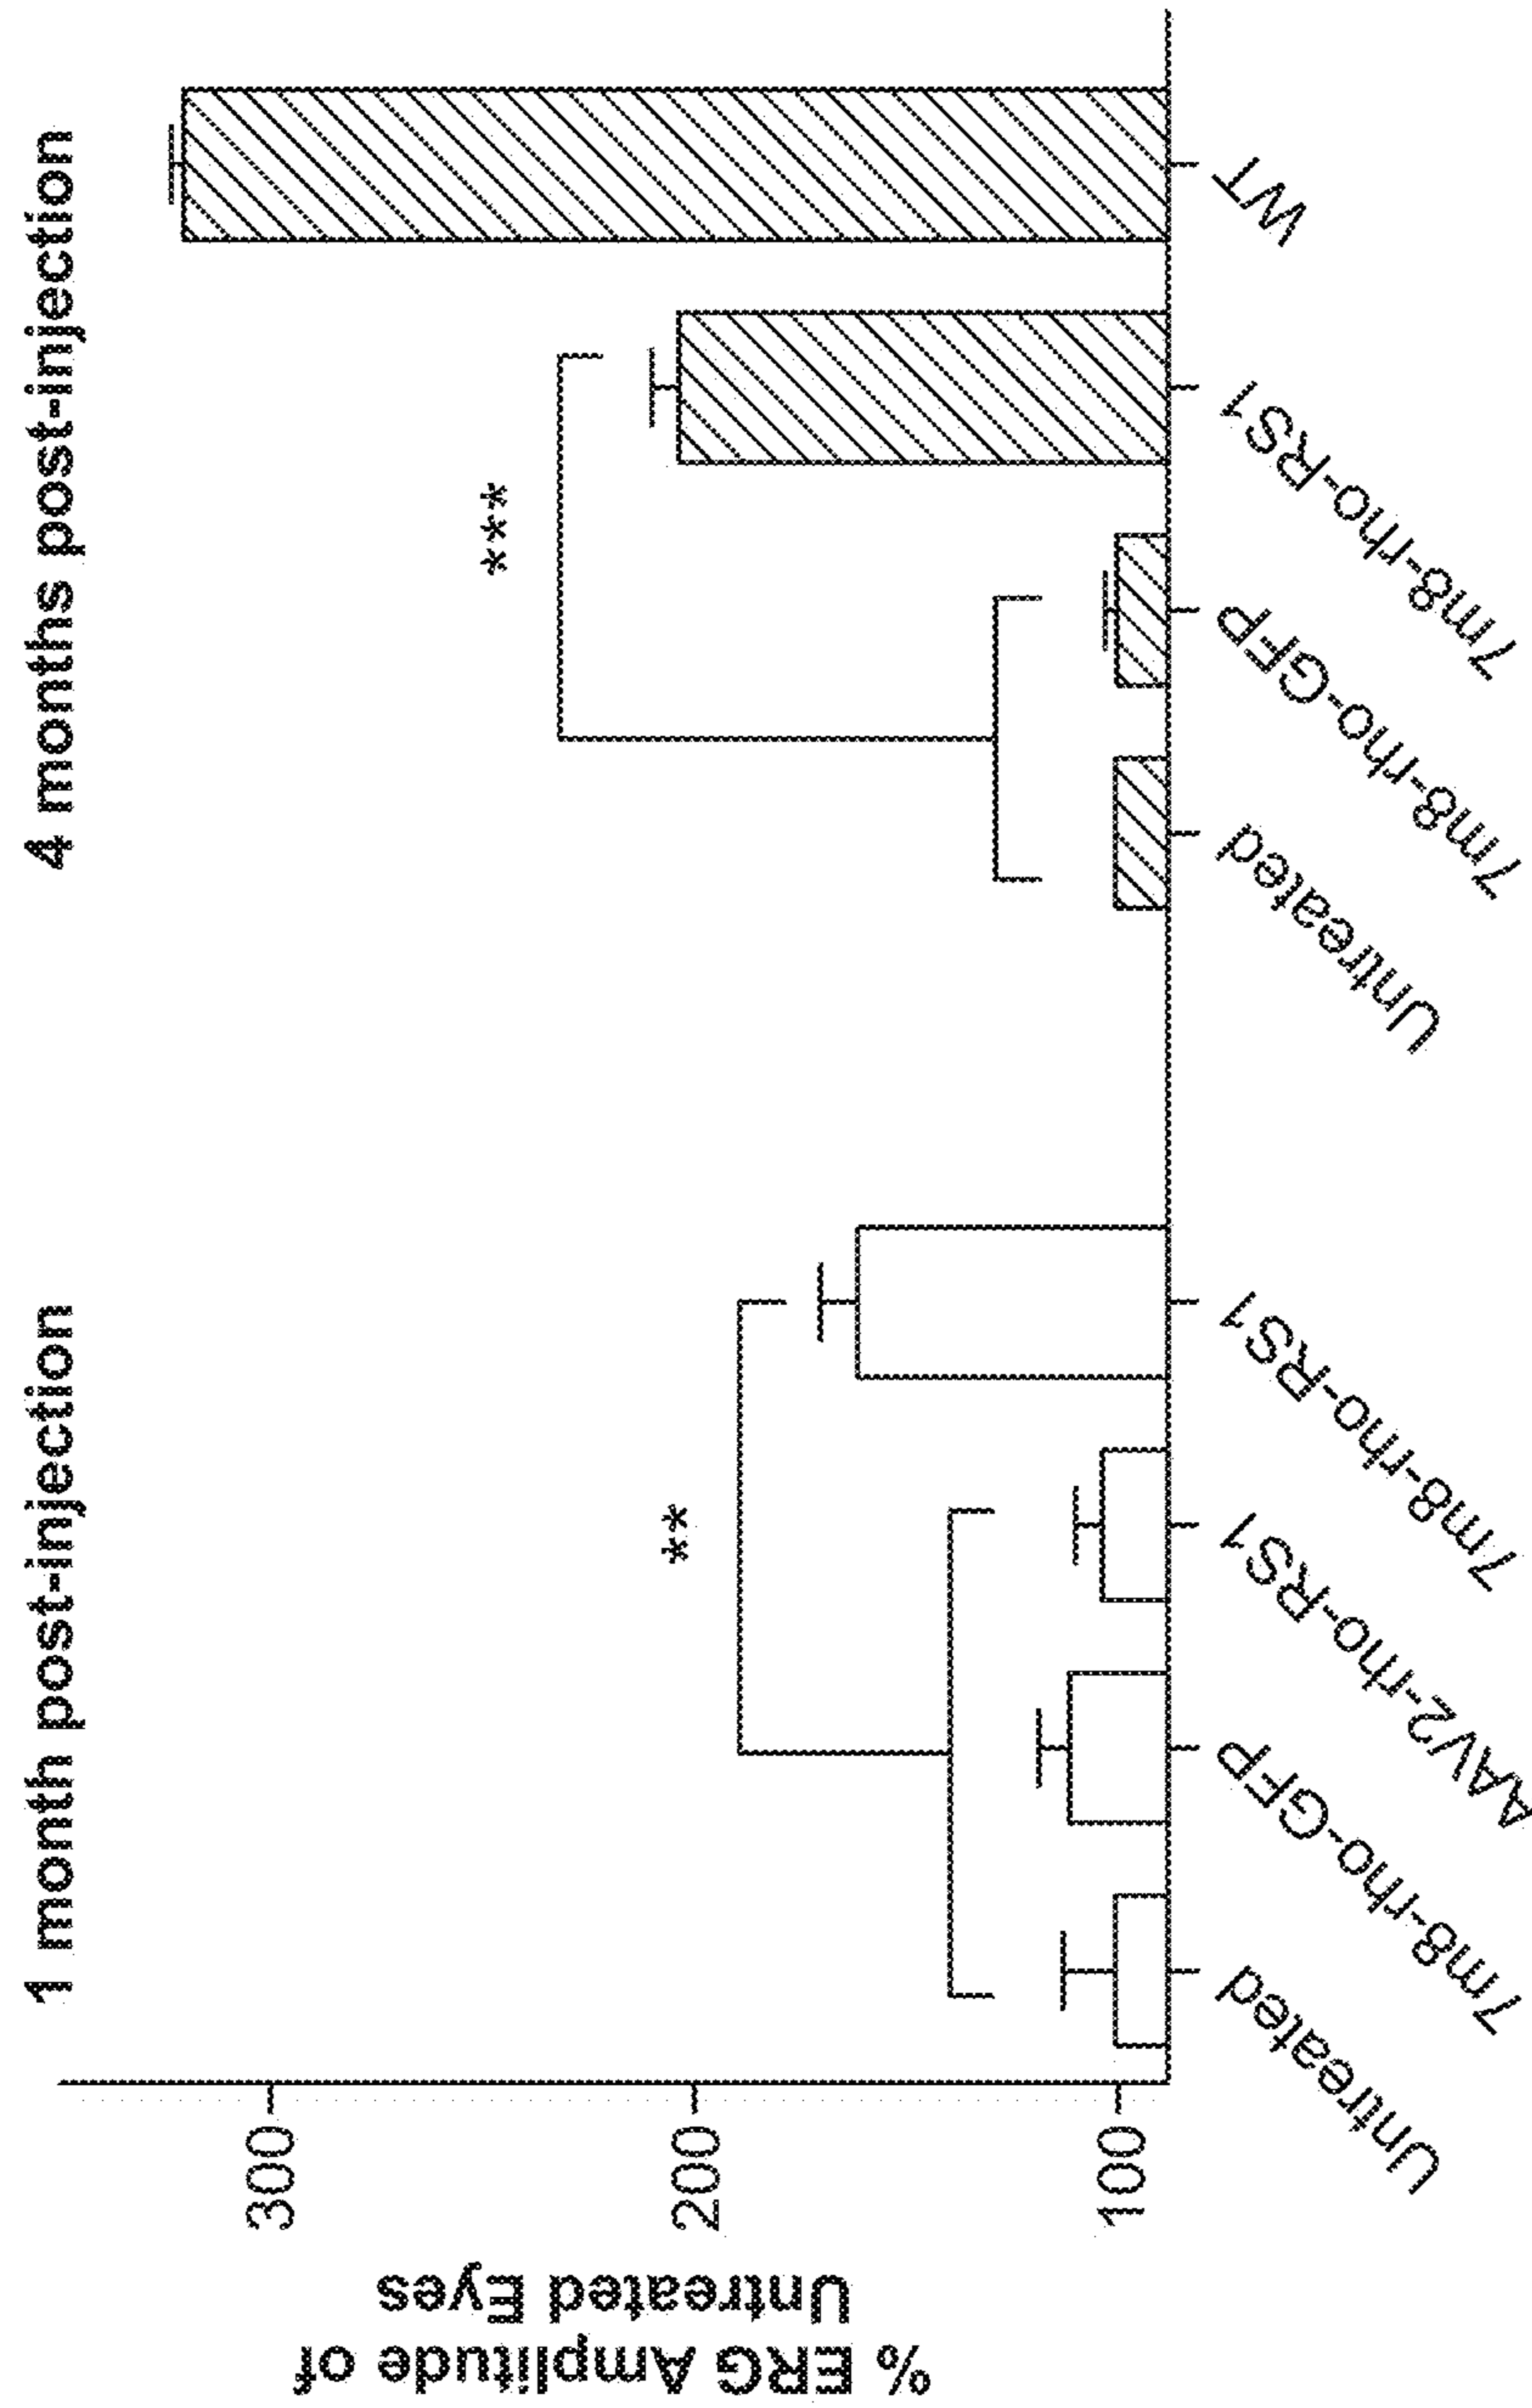 1 month post-injection
4 months post-injection
% ERG Amplitude of
Untreated Eyes
300
200
100
**
***
Untreated
7m8-rho-GFP
AAV2-rho-RS1
7m8-rho-RS1
Untreated
7m8-rho-GFP
7m8-rho-RS1
WT